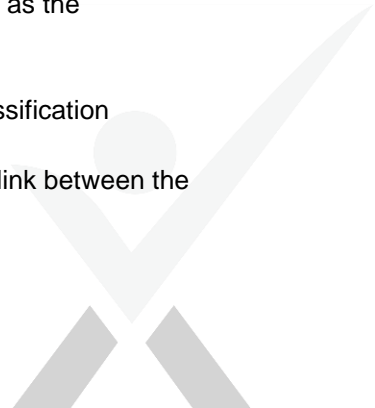 as the
ssification
link between the